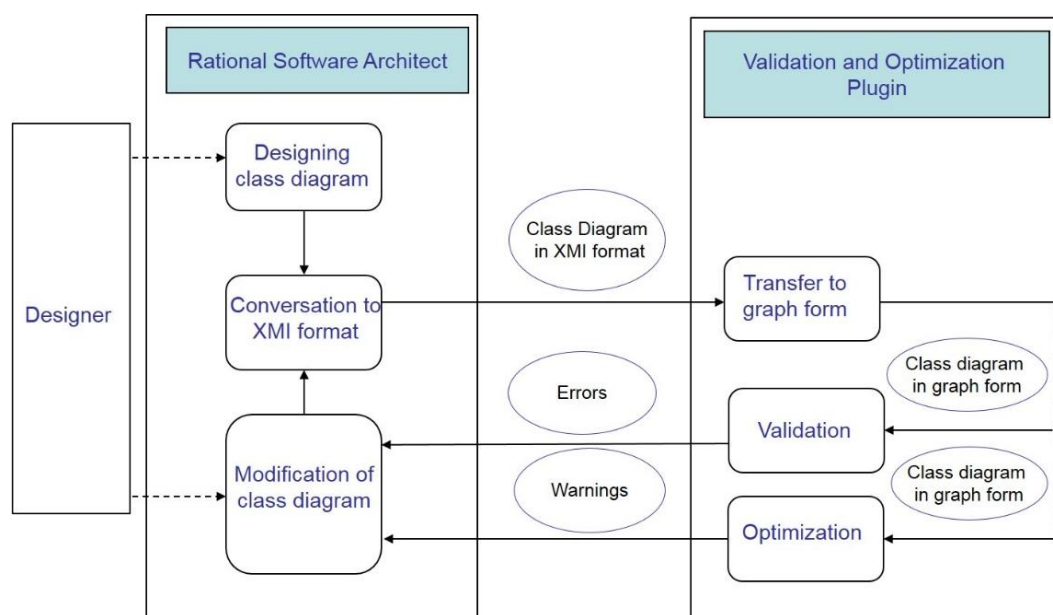 Rational Software Architect
Validation and Optimization
Plugin
Designing
class diagram
Class Diagram
in XMI format
Designer
Conversation to
XMI format
Transfer to
graph form
Class diagram
in graph form
Errors
Validation
Modification of
class diagram
Warnings
Class diagram
in graph form
Optimization